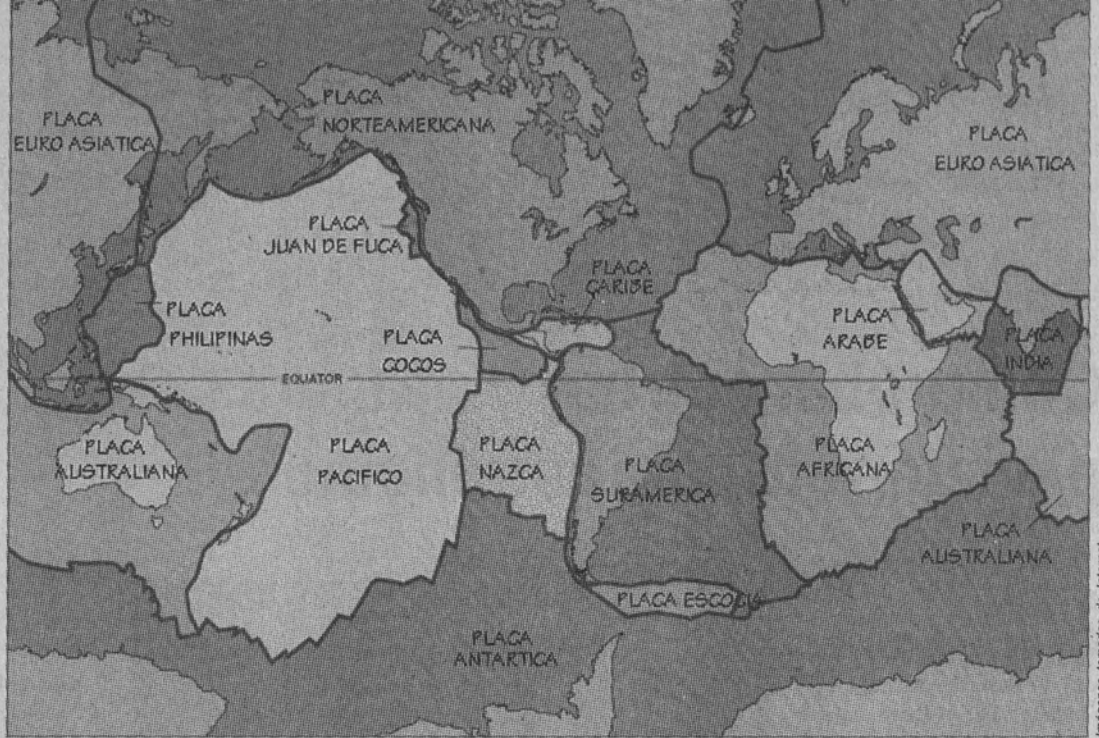 PLACA
EURO ASIATICA
PLACA
NORTEAMERICANA
PLACA
EURO ASIATICA
PLACA
JUAN DE FUCA
PLACA
CARIBE
PLACA
PHILIPINAS
PLACA
COCOS
PLACA
ARABE
PLACA
INDIA
EQUATOR
PLACA
AUSTRALIANA
PLACA
PACIFICO
PLACA
NAZCA
PLACA
SURAMERICA
PLACA
AFRICANA
PLACA
AUSTRALIANA
PLACA ESCOCIA
PLACA
ANTARTICA